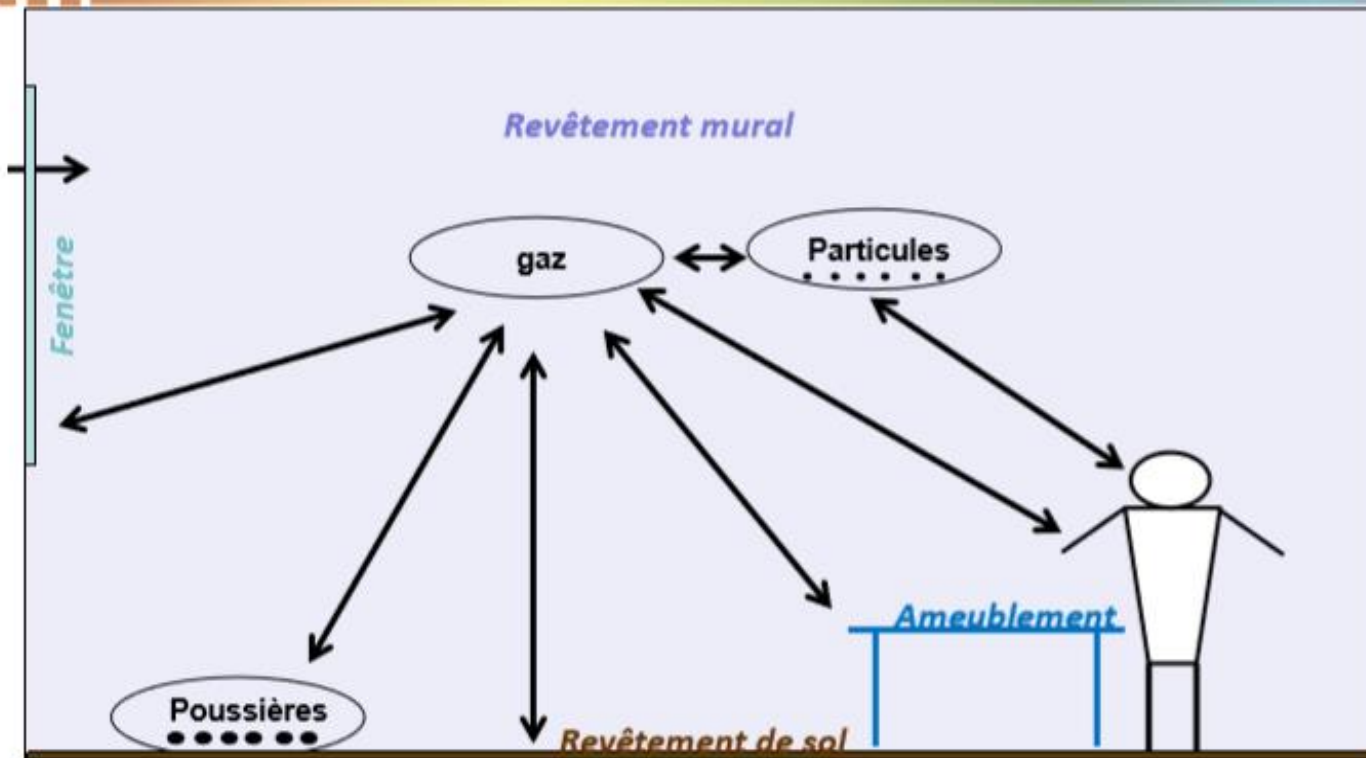 Revêtement mural
gaz
Particules
Fenêtre
Ameublement
Poussières
Revêtement de sol